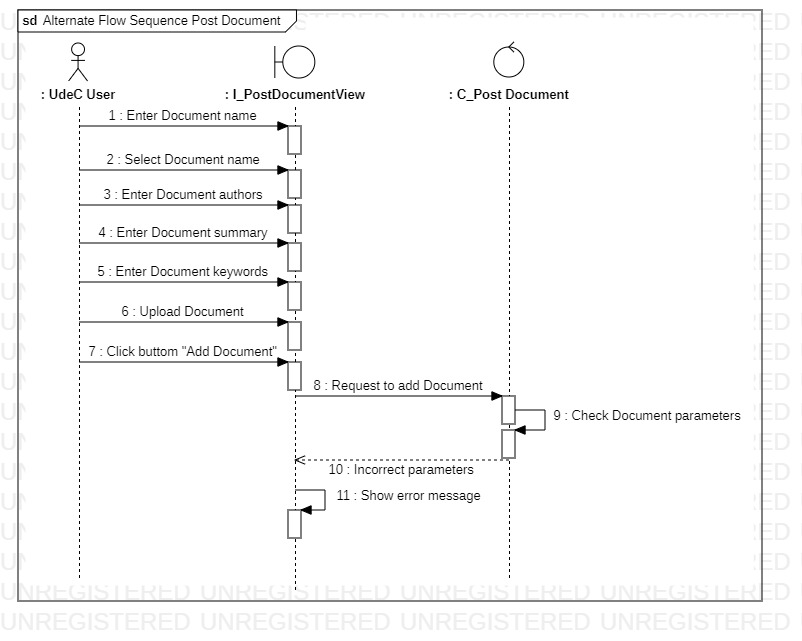 sd Alternate Flow Sequence Post Document
: UdeC User
: I_PostDocumentView
: C_Post Document
1 : Enter Document name
2 : Select Document name
3 : Enter Document authors
4 : Enter Document summary
5 : Enter Document keywords
6 : Upload Document
7 : Click buttom "Add Document"
8 : Request to add Document
9 : Check Document parameters
10 : Incorrect parameters
11 : Show error message
UNREGISTERED UNREGISTERED UNREGISTERED UNREGISTERED
UNREGISTERED UNREGISTERED UNREGISTERED UNREGISTERED